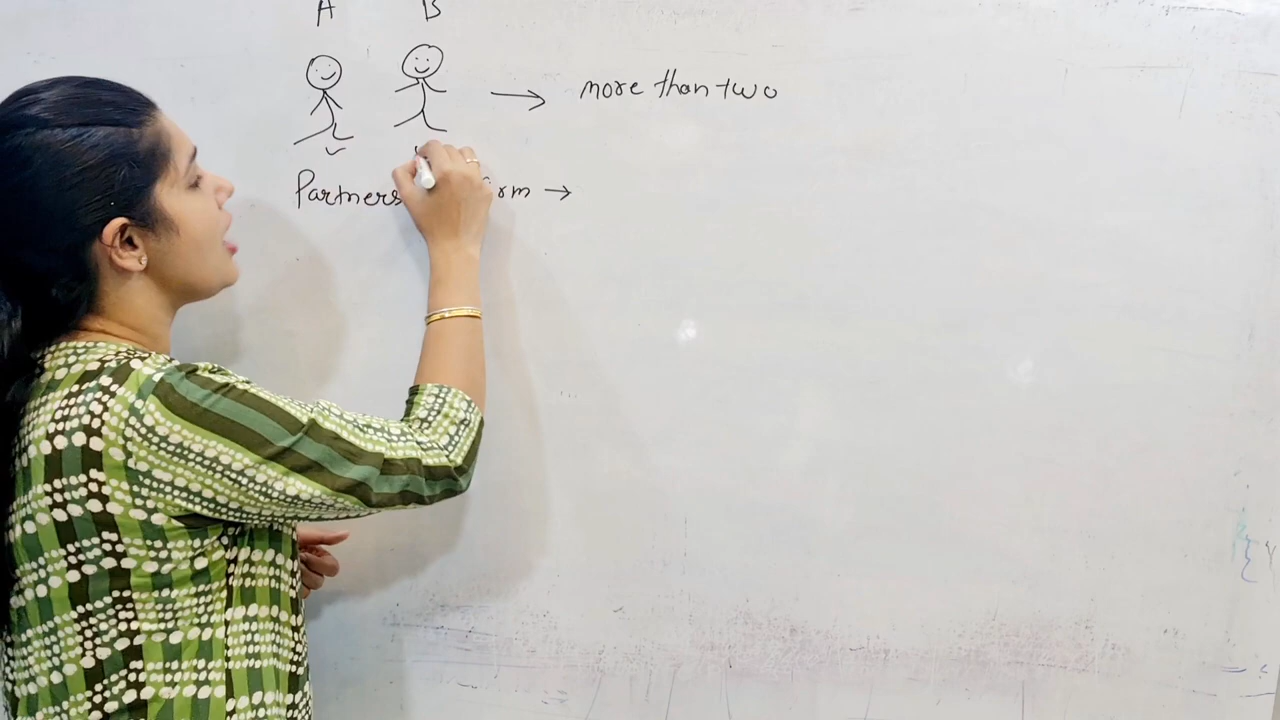 A B
→ more than two
Partners rm →